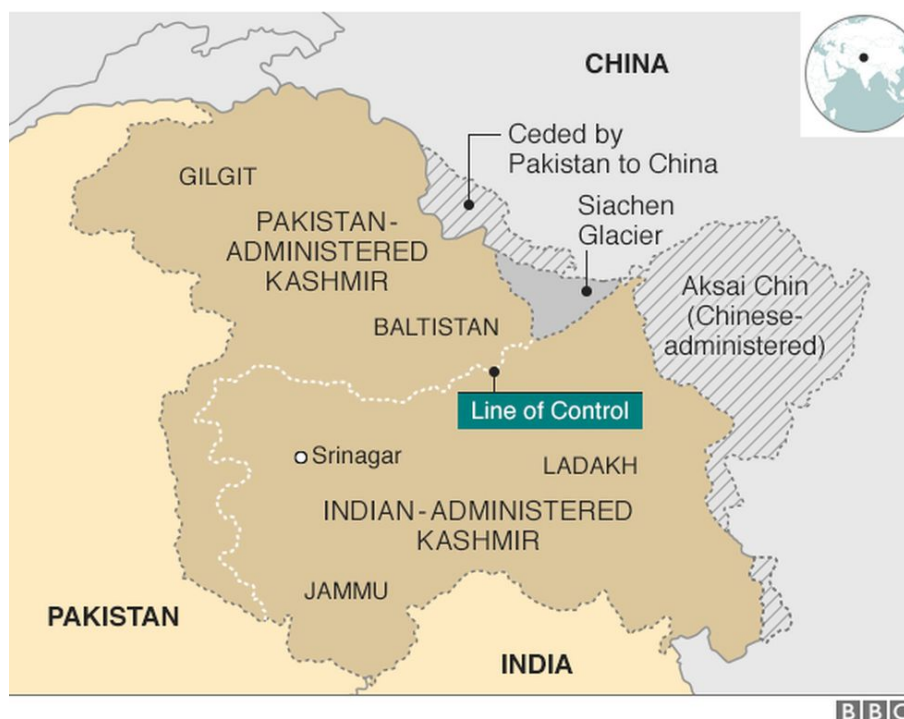 CHINA
Ceded by
Pakistan to China
Siachen
Glacier
GILGIT
PAKISTAN-
ADMINISTERED
KASHMIR
Aksai Chin
(Chinese-
administered)
BALTISTAN
Line of Control
Srinagar
LADAKH
INDIAN-ADMINISTERED
KASHMIR
JAMMU
PAKISTAN
INDIA
BBC